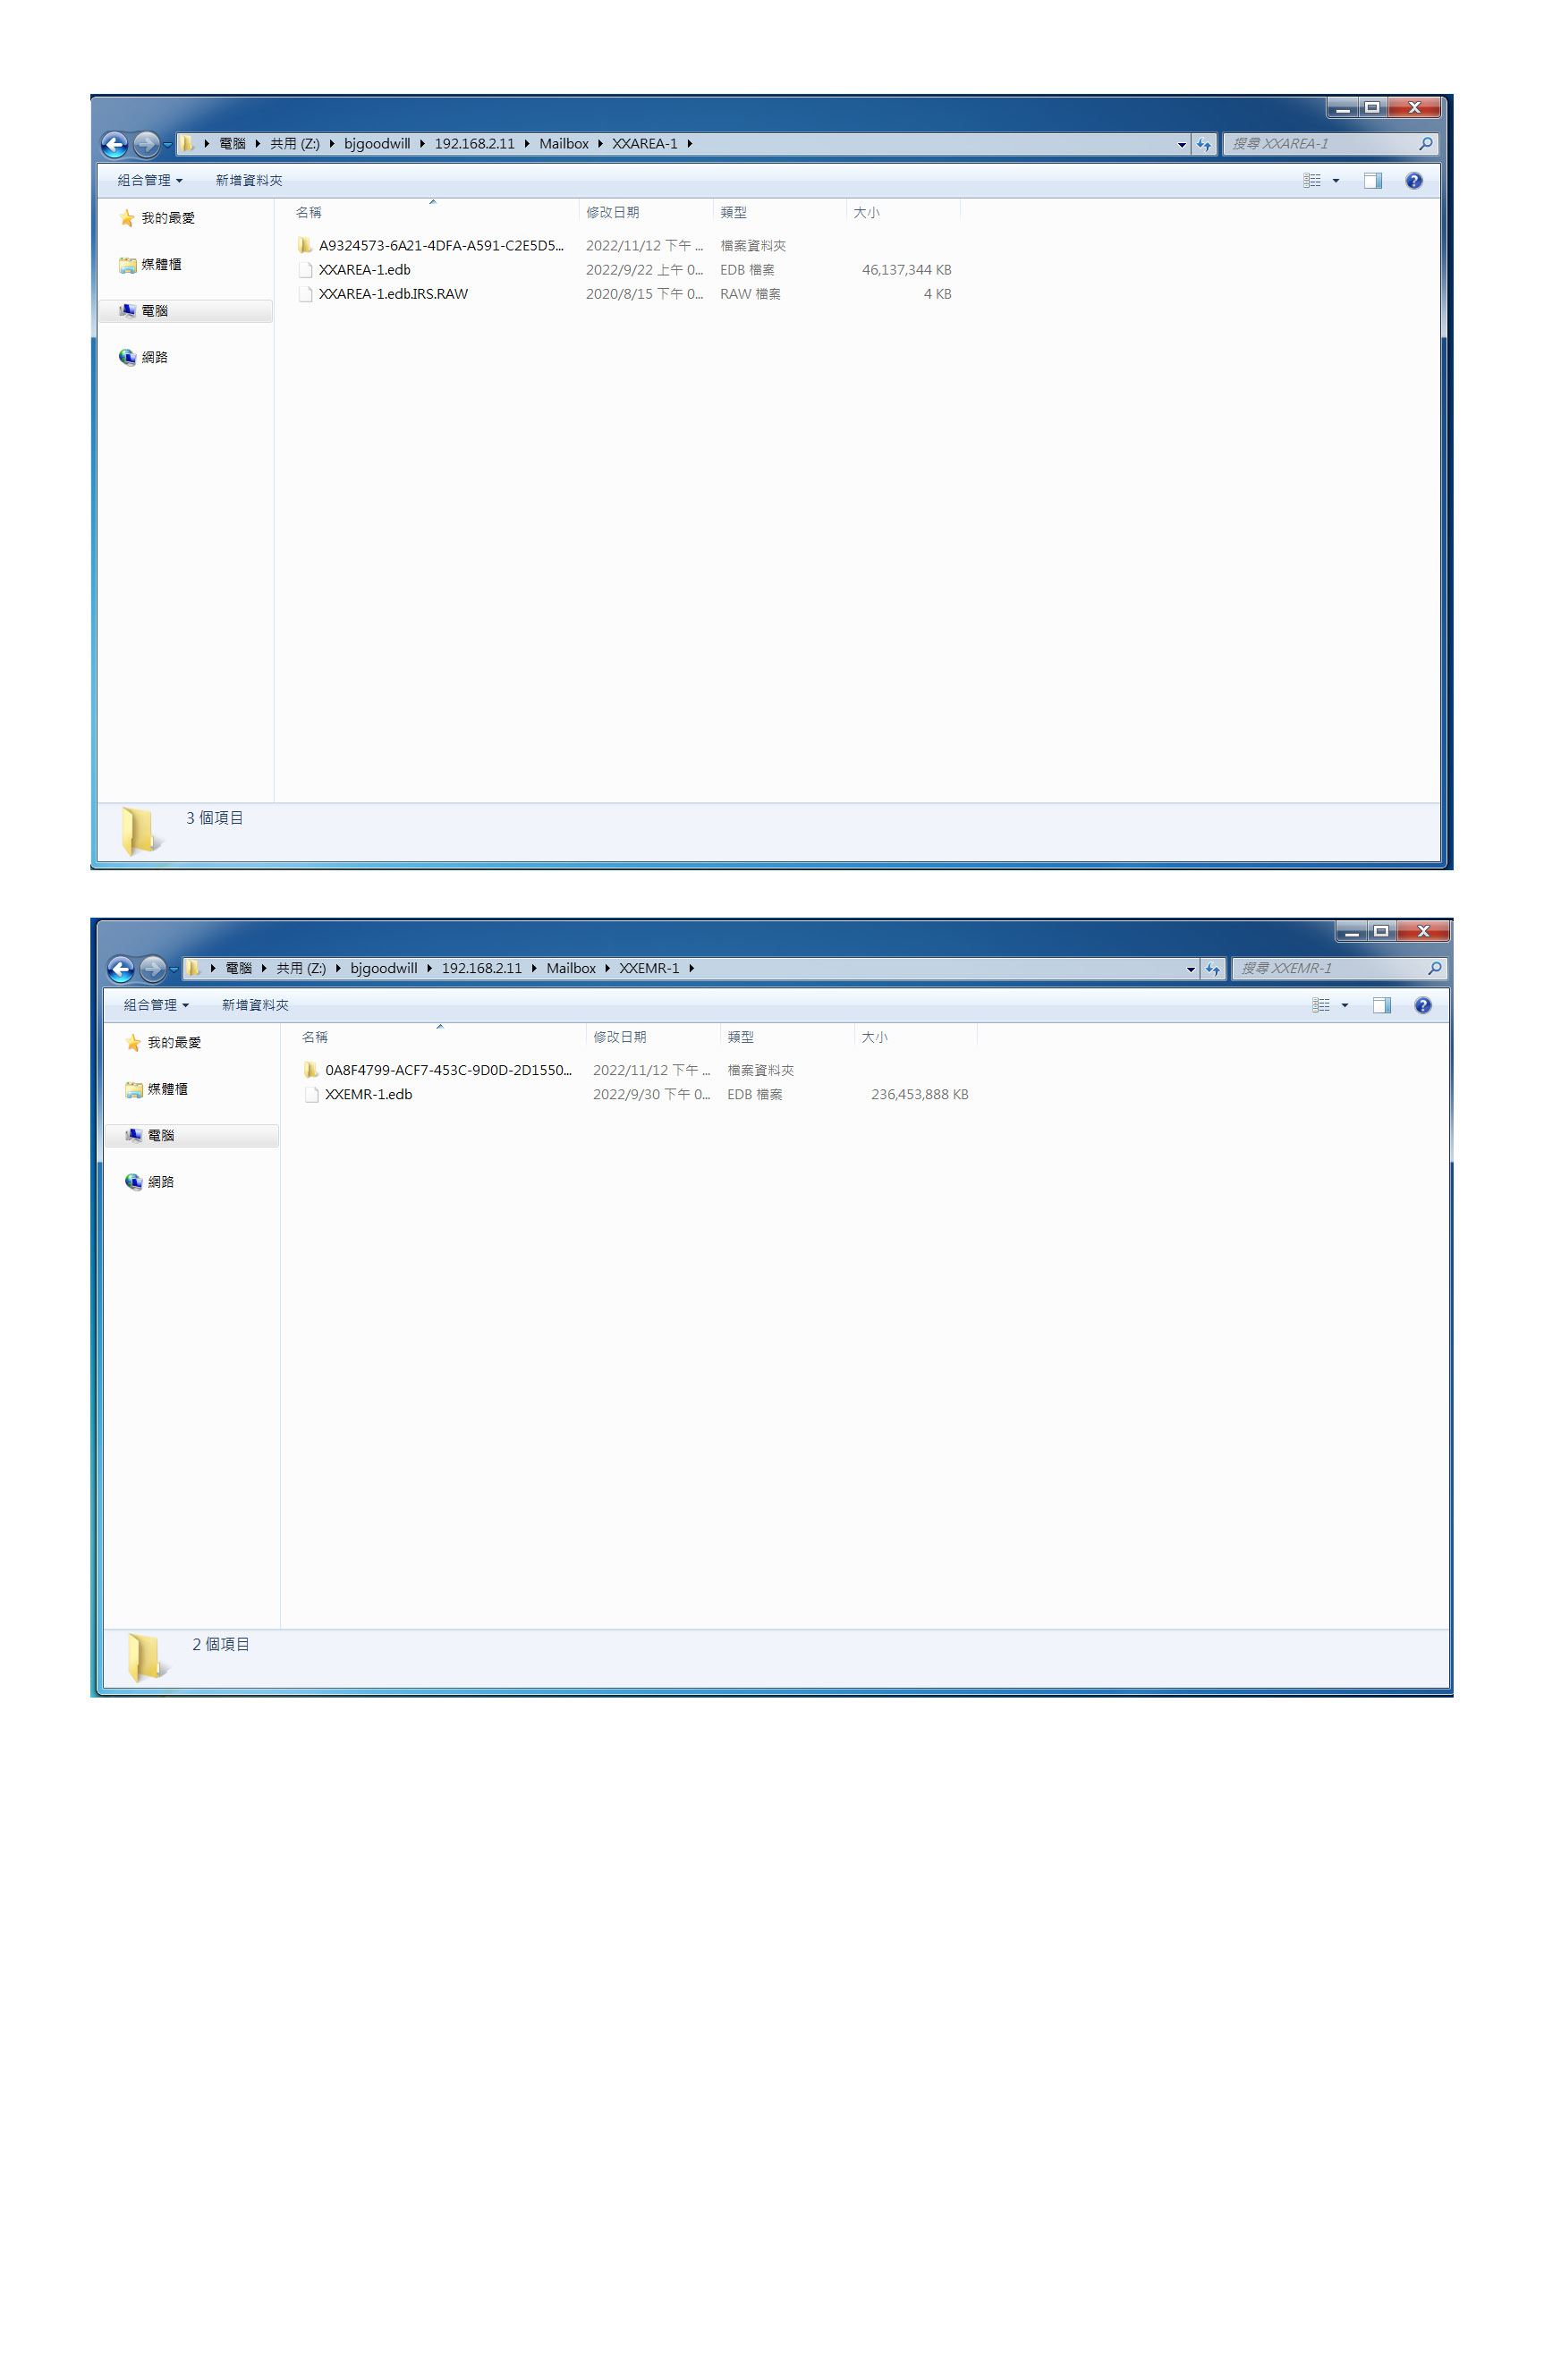 電腦 共用 (Z:) bjgoodwill 192.168.2.11 Mailbox XXAREA-1 搜尋 XXAREA-1
組合管理 新增資料夾
我的最愛
媒體櫃
電腦
網路
名稱 修改日期 類型 大小
A9324573-6A21-4DFA-A591-C2E5D5... 2022/11/12 下午 ... 檔案資料夾
XXAREA-1.edb 2022/9/22 上午 0... EDB 檔案 46,137,344 KB
XXAREA-1.edb.IRS.RAW 2020/8/15 下午 0... RAW 檔案 4 KB
3 個項目
電腦 共用 (Z:) bjgoodwill 192.168.2.11 Mailbox XXEMR-1 搜尋 XXEMR-1
組合管理 新增資料夾
我的最愛
媒體櫃
電腦
網路
名稱 修改日期 類型 大小
0A8F4799-ACF7-453C-9D0D-2D1550... 2022/11/12 下午 ... 檔案資料夾
XXEMR-1.edb 2022/9/30 下午 0... EDB 檔案 236,453,888 KB
2 個項目